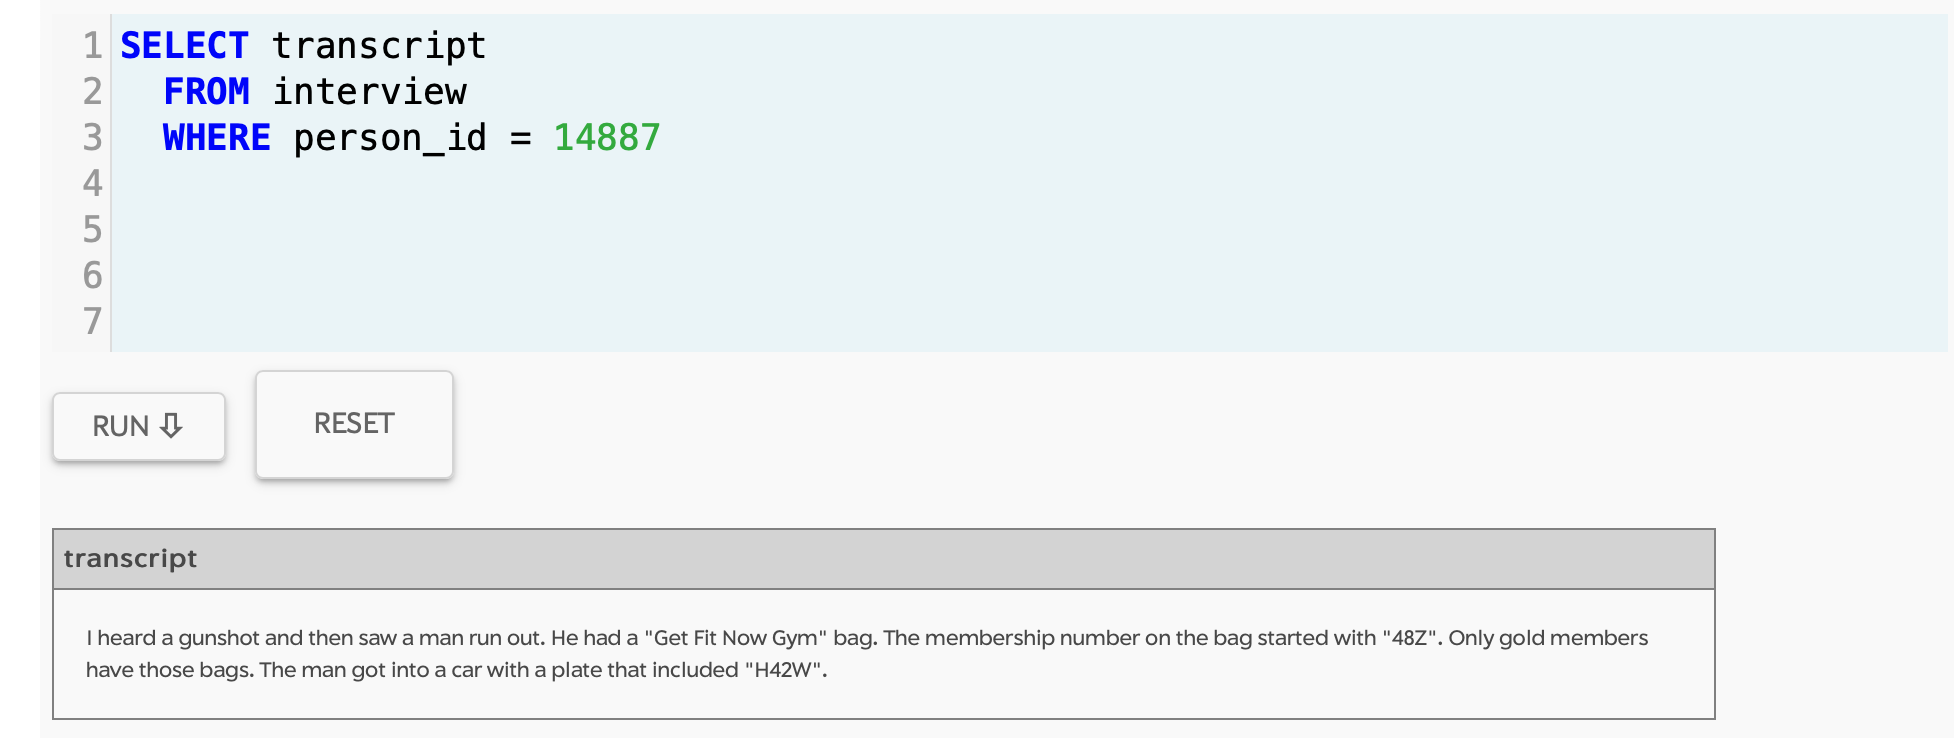 1 SELECT transcript
2 FROM interview
3 WHERE person_id = 14887
4
5
6
7
RUN ⇩
RESET
transcript
I heard a gunshot and then saw a man run out. He had a "Get Fit Now Gym" bag. The membership number on the bag started with "48Z". Only gold members
have those bags. The man got into a car with a plate that included "H42W".